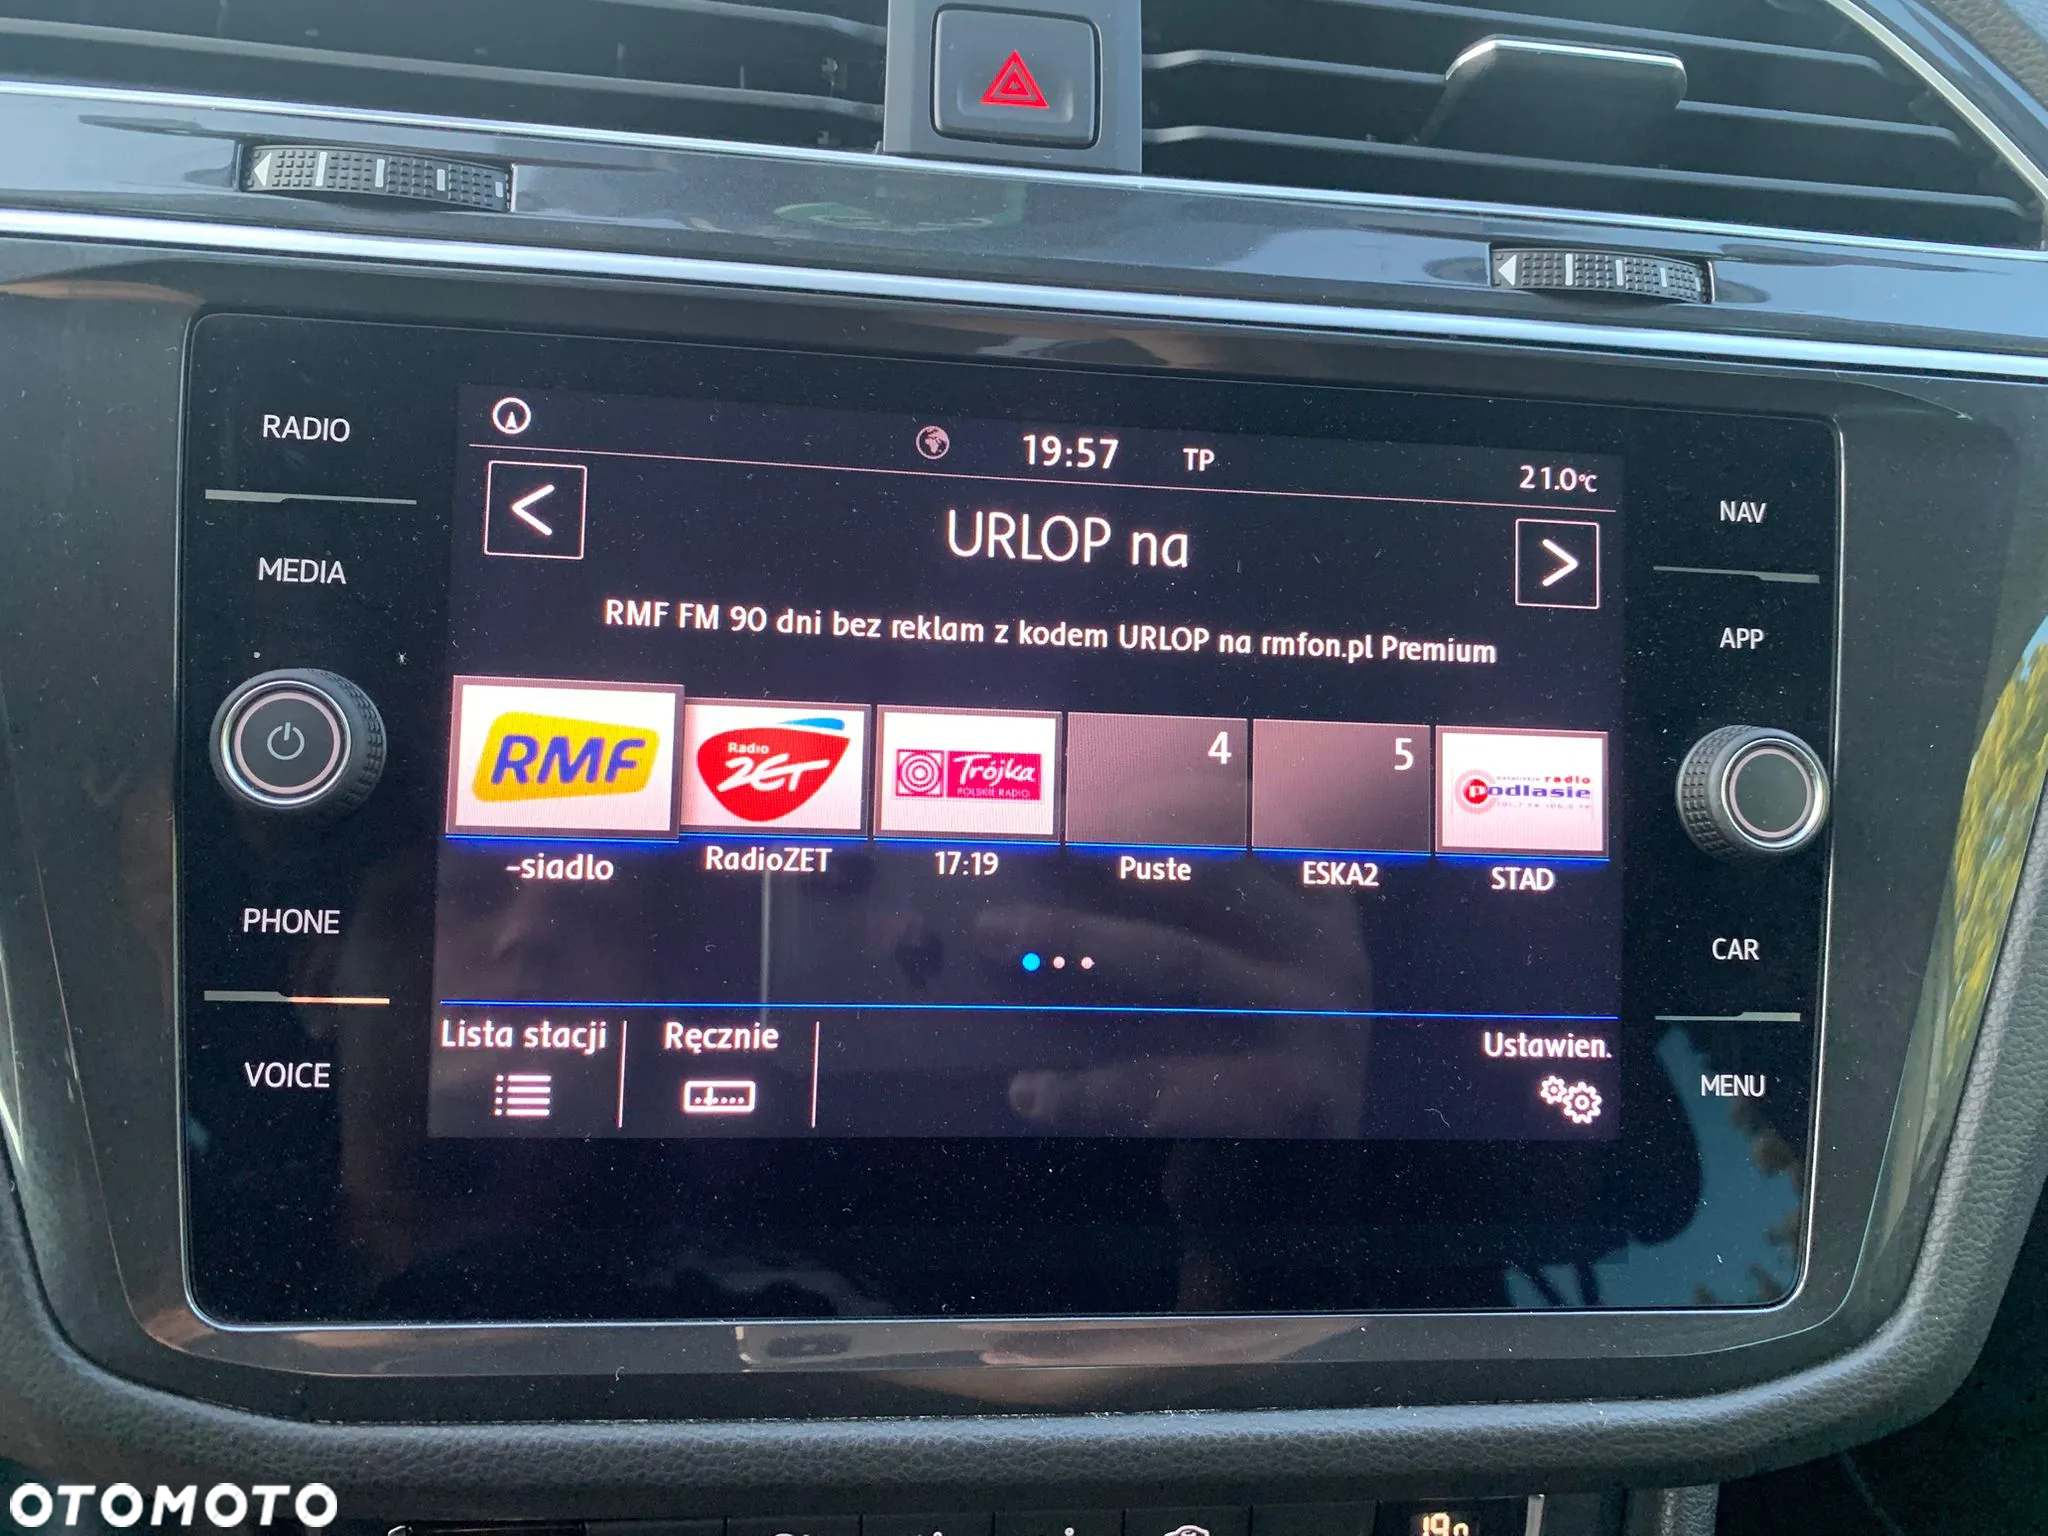 RADIO
MEDIA
PHONE
VOICE
NAV
APP
CAR
MENU
19:57 TP 21.0°C
< URLOP na >
RMF FM 90 dni bez reklam z kodem URLOP na rmfon.pl Premium
RMF
Radio ZET
Trójka
POLSKIE RADIO
4
5
radio
Podlasie
-siadlo
RadioZET
17:19
Puste
ESKA2
STAD
Lista stacji
Ręcznie
Ustawien.
OTOMOTO